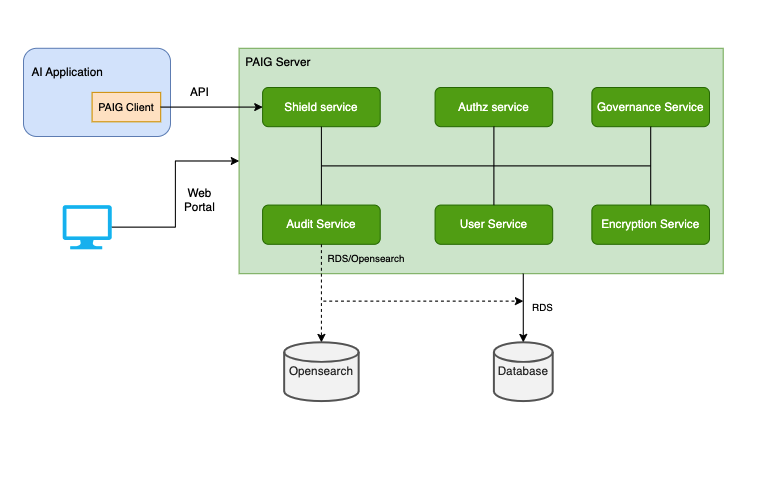 PAIG Server
AI Application
PAIG Client
API
Shield service
Authz service
Governance Service
Web
Portal
Audit Service
User Service
Encryption Service
RDS/Opensearch
RDS
Opensearch
Database